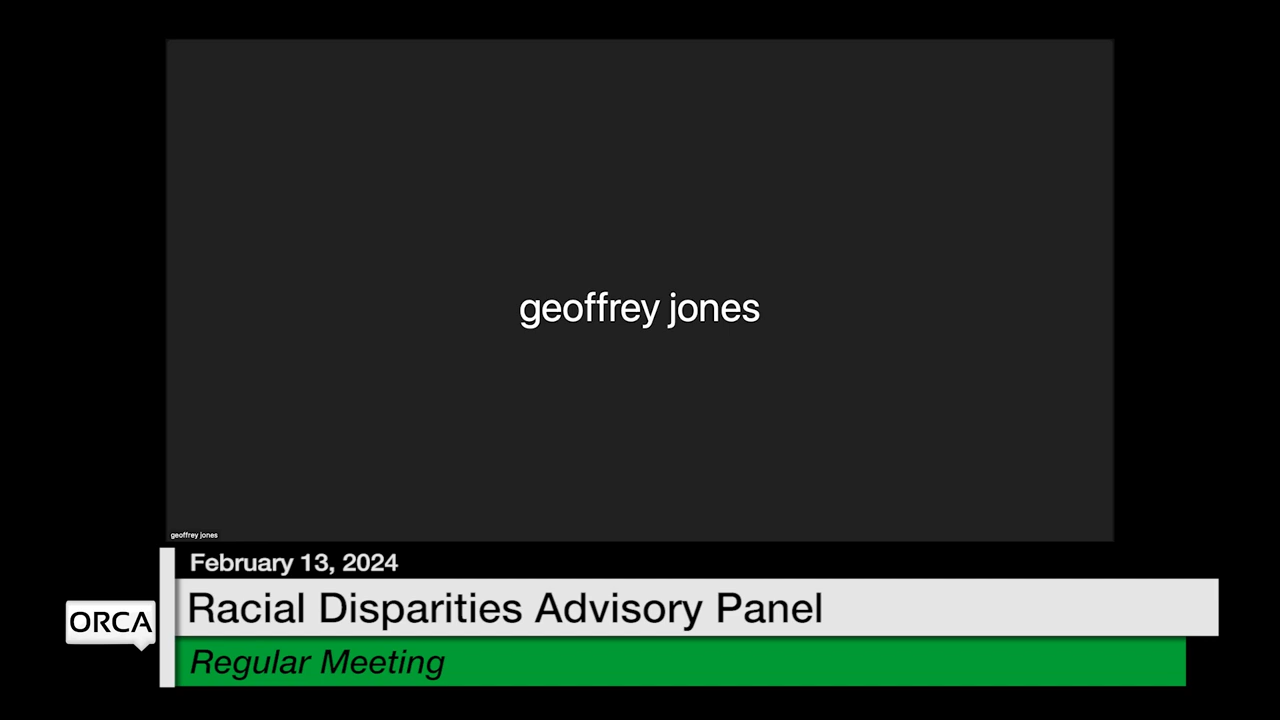 geoffrey jones
geoffrey jones
February 13, 2024
Racial Disparities Advisory Panel
ORCA
Regular Meeting